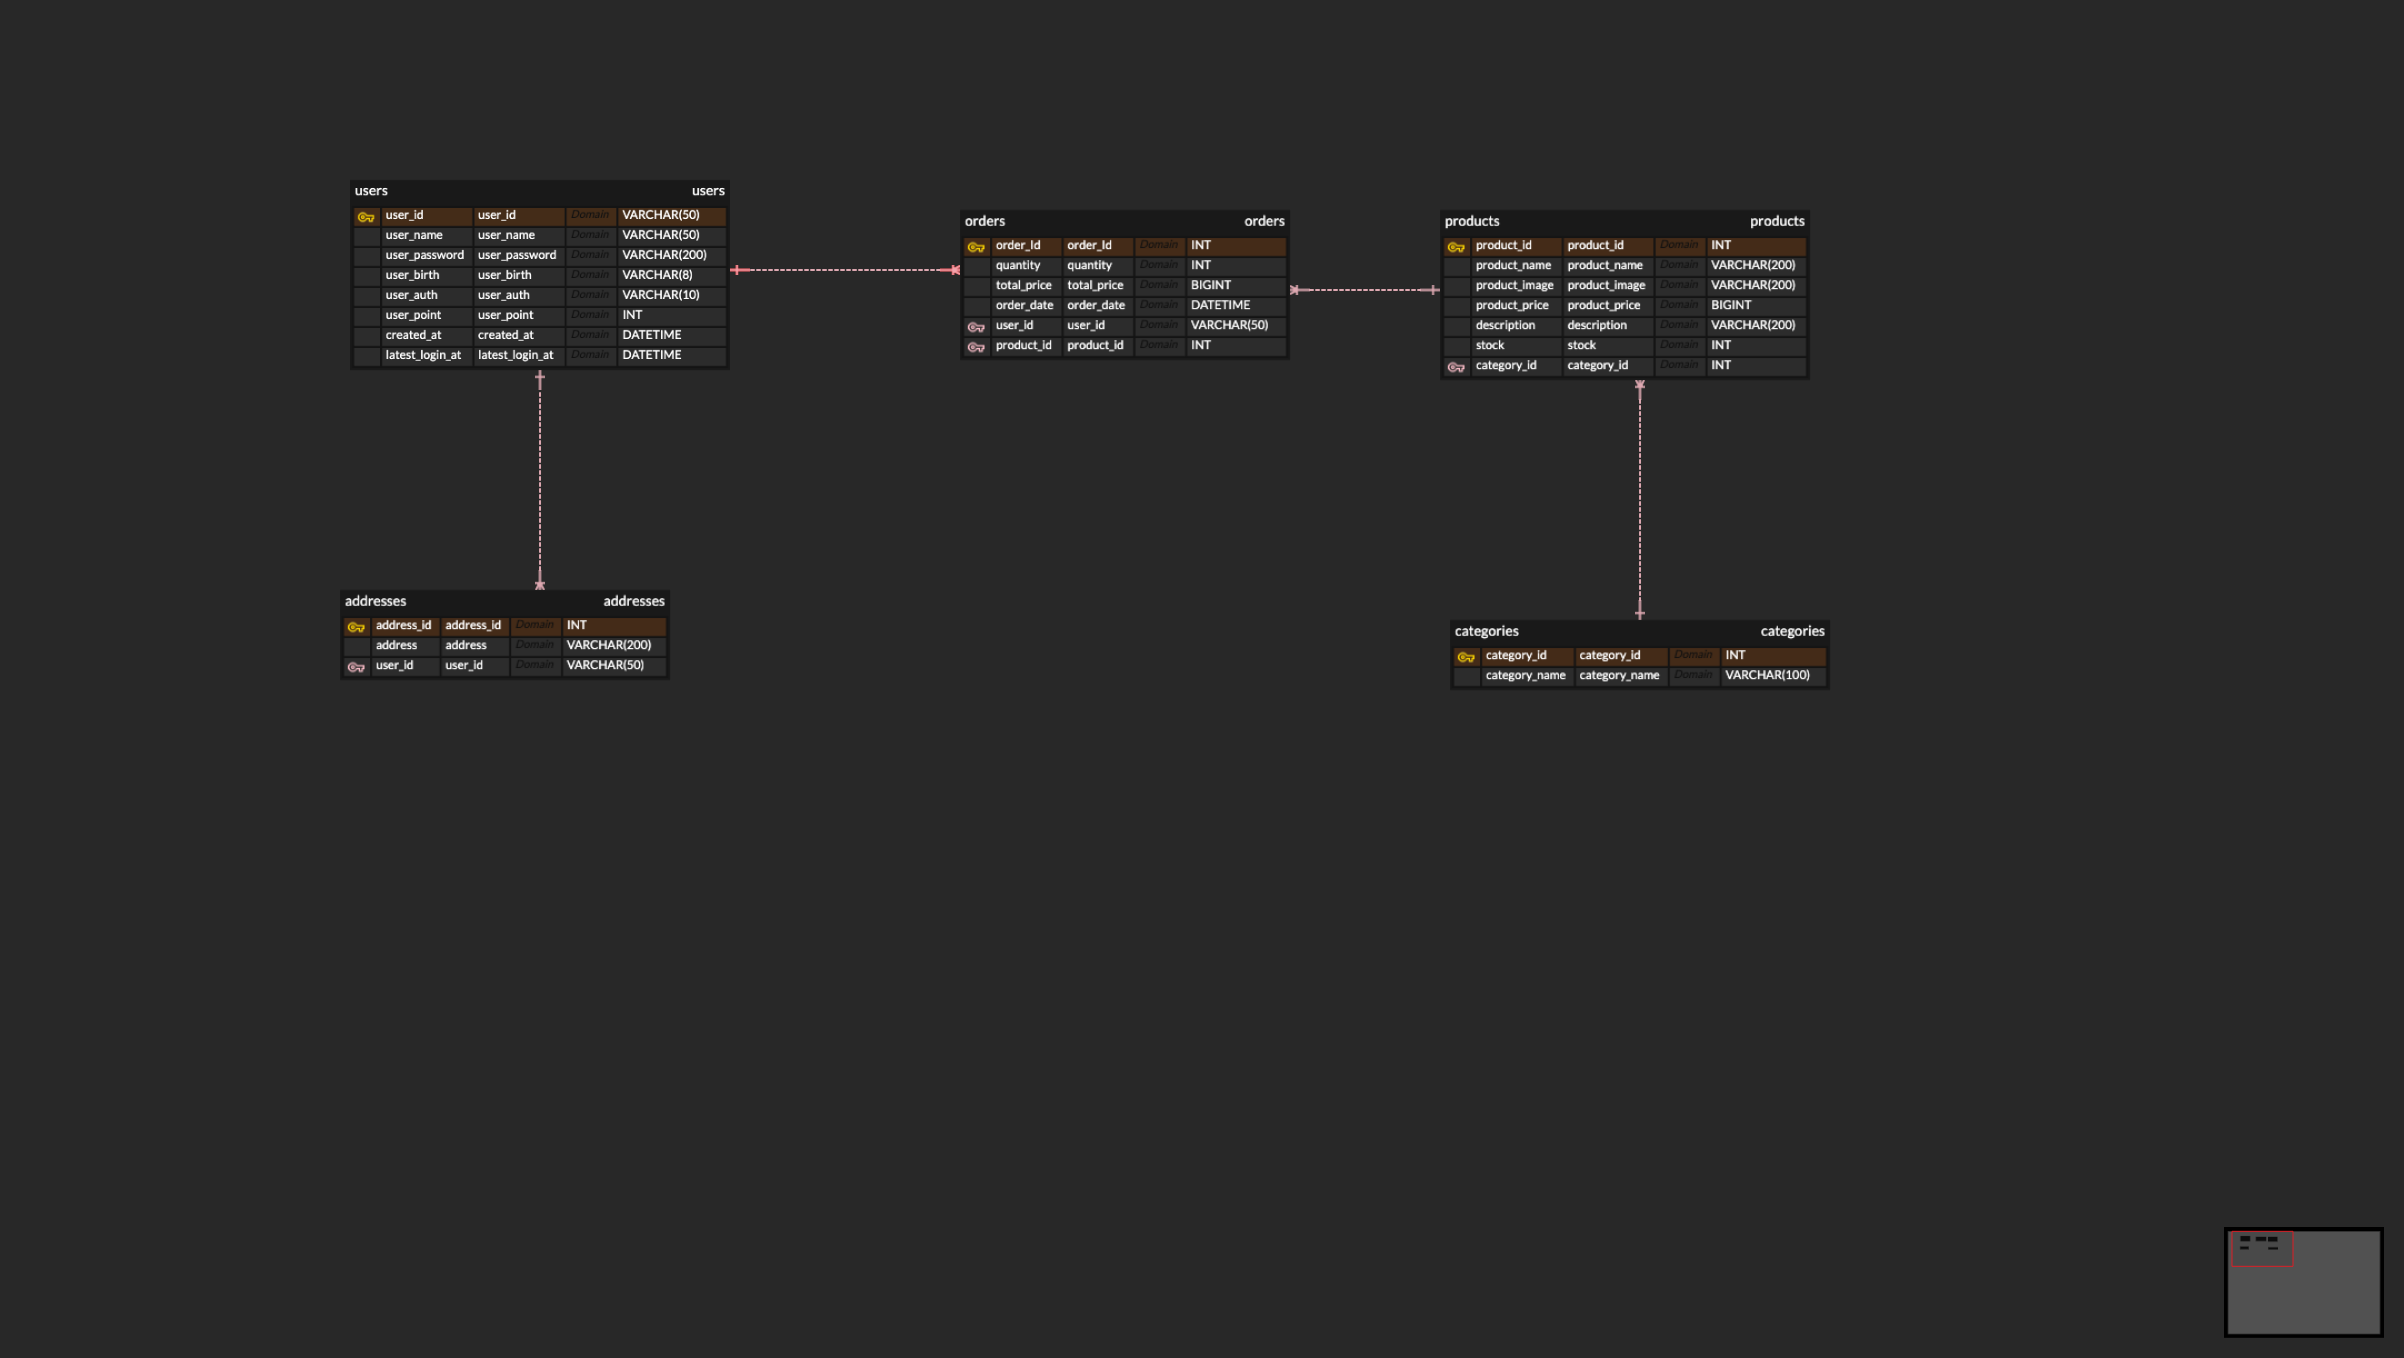 users users
user_id user_id Domain VARCHAR(50)
user_name user_name Domain VARCHAR(50)
user_password user_password Domain VARCHAR(200)
user_birth user_birth Domain VARCHAR(8)
user_auth user_auth Domain VARCHAR(10)
user_point user_point Domain INT
created_at created_at Domain DATETIME
latest_login_at latest_login_at Domain DATETIME
orders orders
order_Id order_Id Domain INT
quantity quantity Domain INT
total_price total_price Domain BIGINT
order_date order_date Domain DATETIME
user_id user_id Domain VARCHAR(50)
product_id product_id Domain INT
products products
product_id product_id Domain INT
product_name product_name Domain VARCHAR(200)
product_image product_image Domain VARCHAR(200)
product_price product_price Domain BIGINT
description description Domain VARCHAR(200)
stock stock Domain INT
category_id category_id Domain INT
addresses addresses
address_id address_id Domain INT
address address Domain VARCHAR(200)
user_id user_id Domain VARCHAR(50)
categories categories
category_id category_id Domain INT
category_name category_name Domain VARCHAR(100)